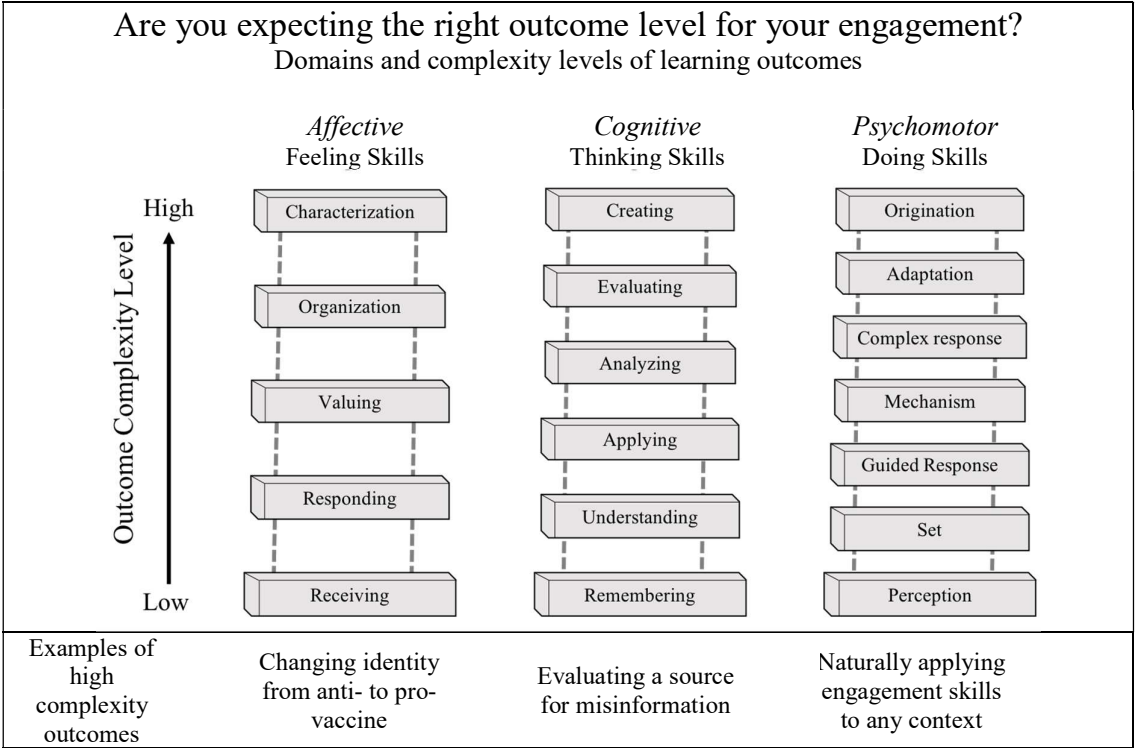 Are you expecting the right outcome level for your engagement?
Domains and complexity levels of learning outcomes
Affective
Feeling Skills
Cognitive
Thinking Skills
Psychomotor
Doing Skills
High
Outcome Complexity Level
Low
Characterization
Organization
Valuing
Responding
Receiving
Creating
Evaluating
Analyzing
Applying
Understanding
Remembering
Origination
Adaptation
Complex response
Mechanism
Guided Response
Set
Perception
Examples of
high
complexity
outcomes
Changing identity
from anti- to pro-
vaccine
Evaluating a source
for misinformation
Naturally applying
engagement skills
to any context